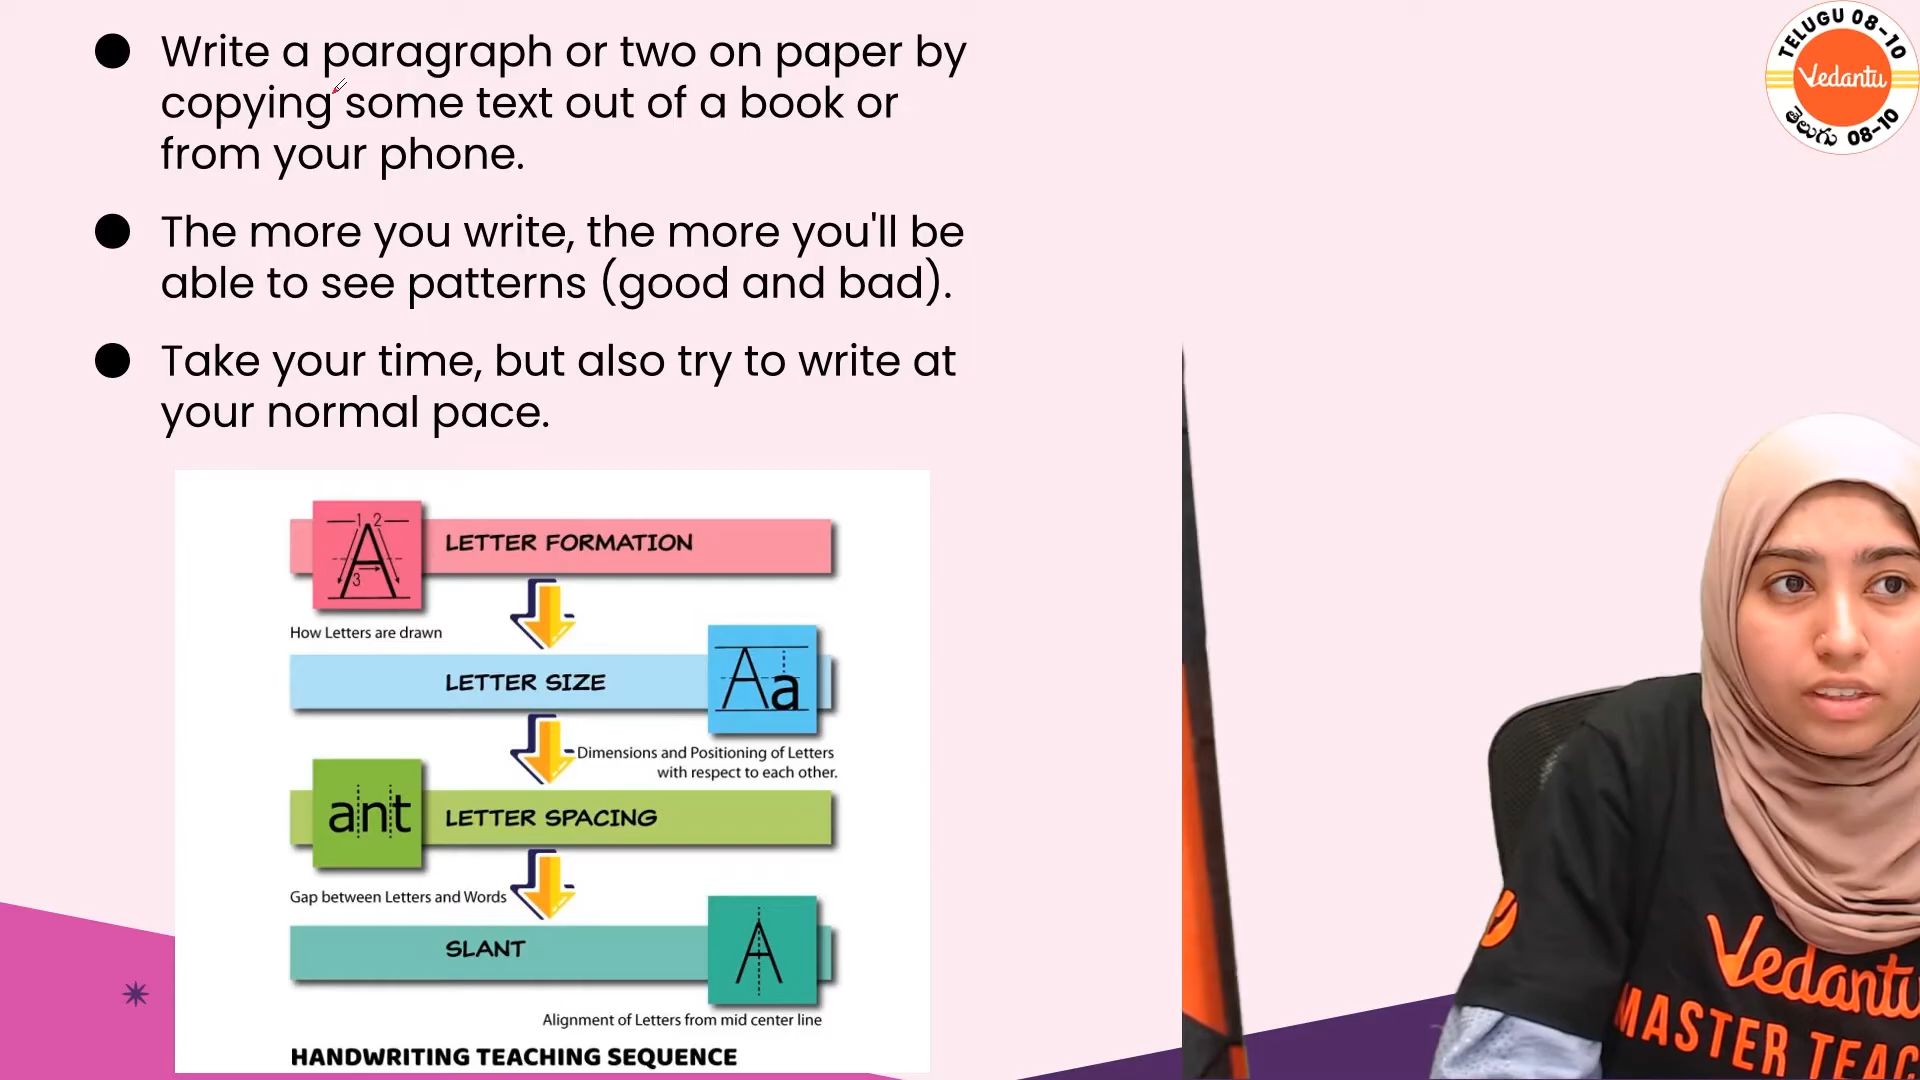 Write a paragraph or two on paper by
copying some text out of a book or
from your phone.
The more you write, the more you'll be
able to see patterns (good and bad).
Take your time, but also try to write at
your normal pace.
1 2
A
3
LETTER FORMATION
How Letters are drawn
LETTER SIZE
Aa
Dimensions and Positioning of Letters
with respect to each other.
ant
LETTER SPACING
Gap between Letters and Words
SLANT
A
Alignment of Letters from mid center line
HANDWRITING TEACHING SEQUENCE
TELUGU 08-10
Vedantu
తెలుగు 08-10
Vedantu
MASTER TEAC